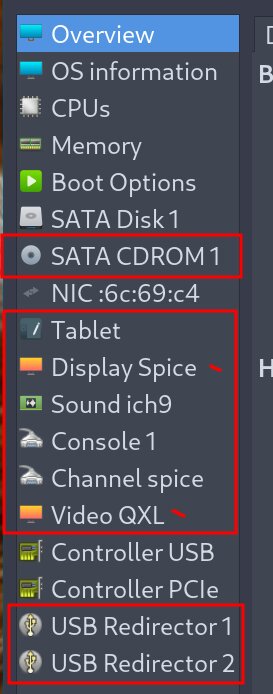 Overview
OS information
CPUs
Memory
Boot Options
SATA Disk 1
SATA CDROM 1
NIC :6c:69:c4
Tablet
Display Spice
Sound ich9
Console 1
Channel spice
Video QXL
Controller USB
Controller PCIe
USB Redirector 1
USB Redirector 2